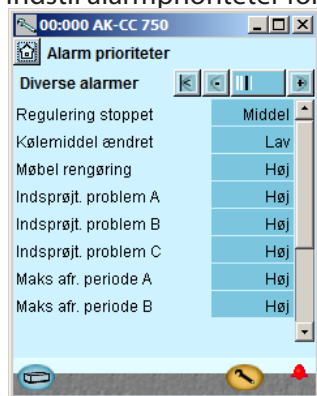 Indstil alarmprioriteter for
00:000 AK-CC 750
Alarm prioriteter
Diverse alarmer
Regulering stoppet Middel
Kølemiddel ændret Lav
Møbel rengøring Høj
Indsprøjt. problem A Høj
Indsprøjt. problem B Høj
Indsprøjt. problem C Høj
Maks afr. periode A Høj
Maks afr. periode B Høj